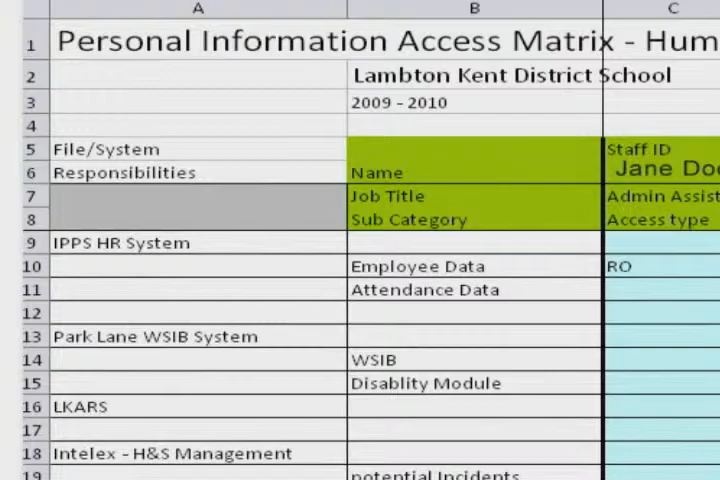 A B C
1 Personal Information Access Matrix - Hum
2 Lambton Kent District School
3 2009 - 2010
4
5 File/System Staff ID
6 Responsibilities Name Jane Doe
7 Job Title Admin Assist
8 Sub Category Access type
9 IPPS HR System
10 Employee Data RO
11 Attendance Data
12
13 Park Lane WSIB System
14 WSIB
15 Disablity Module
16 LKARS
17
18 Intelex - H&S Management
19 potential Incidents